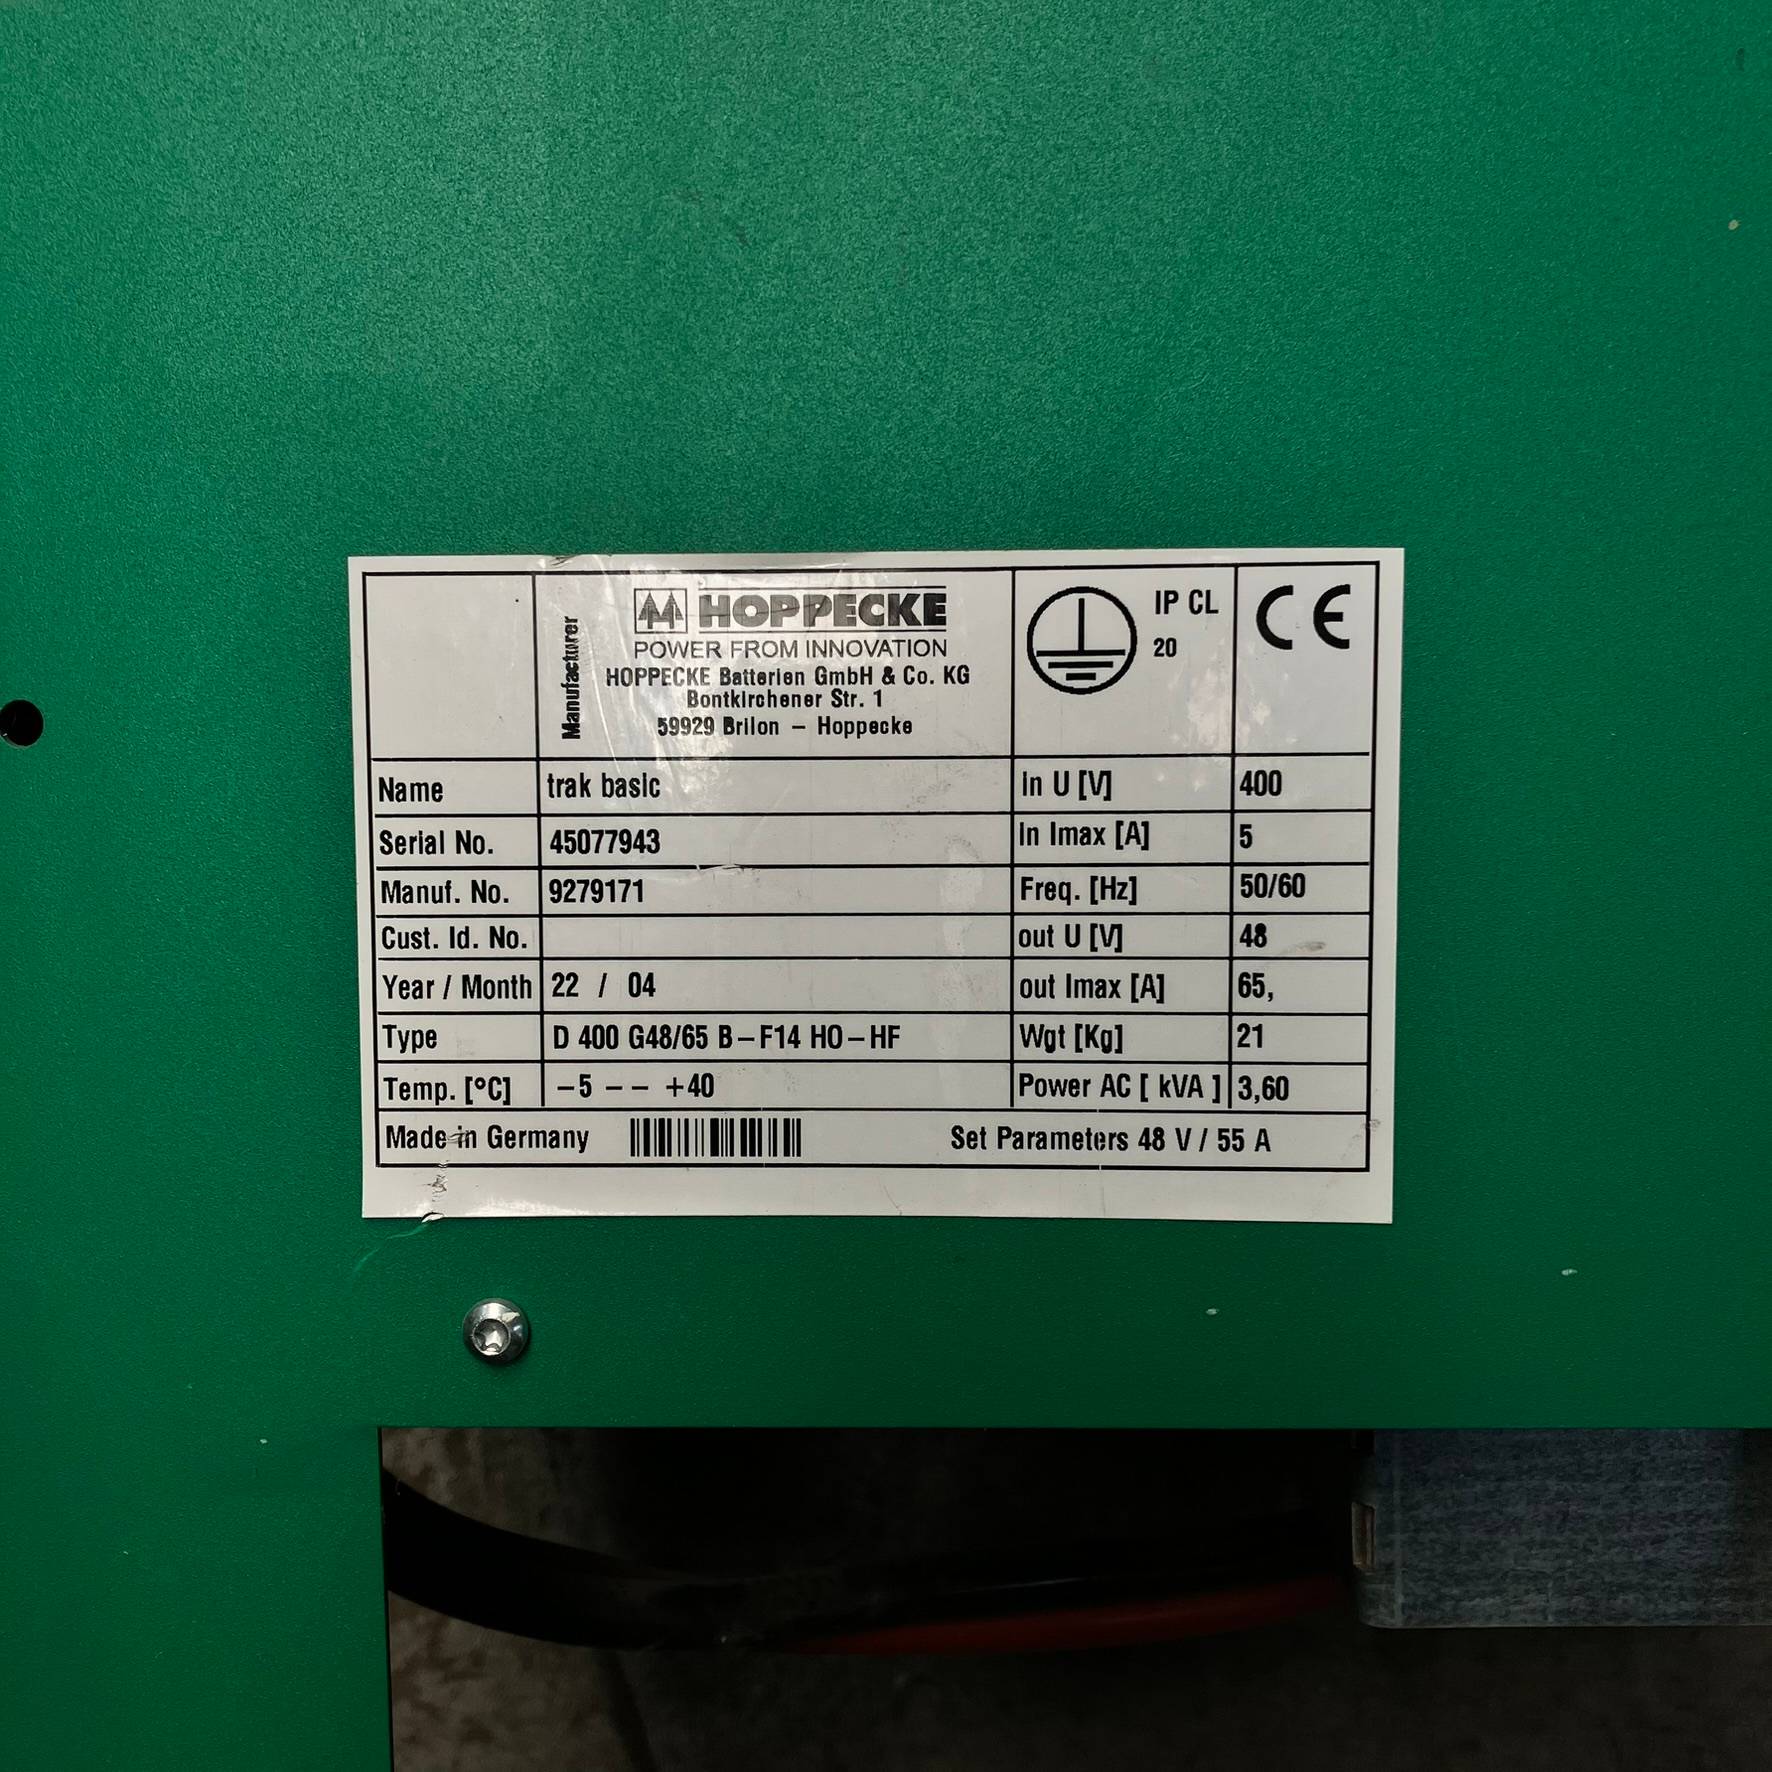 Manufacturer
HOPPECKE
POWER FROM INNOVATION
HOPPECKE Batterien GmbH & Co. KG
Bontkirchener Str. 1
59929 Brilon – Hoppecke
IP CL
20
CE
Name trak basic In U [V] 400
Serial No. 45077943 In Imax [A] 5
Manuf. No. 9279171 Freq. [Hz] 50/60
Cust. Id. No. out U [V] 48
Year / Month 22 / 04 out Imax [A] 65,
Type D 400 G48/65 B–F14 HO–HF Wgt [Kg] 21
Temp. [°C] –5 – – +40 Power AC [ kVA ] 3,60
Made in Germany Set Parameters 48 V / 55 A